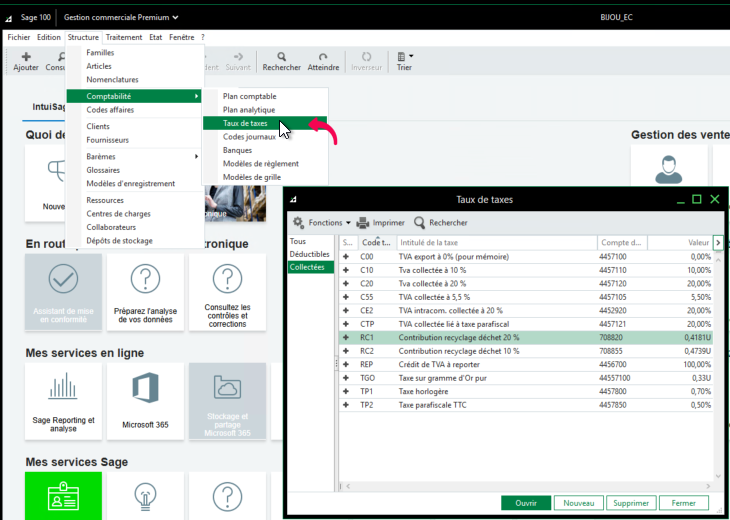 Sage 100 Gestion commerciale Premium BIJOU_EC
Fichier Edition Structure Traitement Etat Fenêtre ?
Ajouter Suivant Rechercher Atteindre Inverseur Trier
Familles
Articles
Nomenclatures
Comptabilité
Codes affaires
Clients
Fournisseurs
Barèmes
Glossaires
Modèles d'enregistrement
Ressources
Centres de charges
Collaborateurs
Dépôts de stockage
Plan comptable
Plan analytique
Taux de taxes
Codes journaux
Banques
Modèles de règlement
Modèles de grille
IntuiSag
Quoi de
Gestion des vente
Nouve
onique
En rout
tronique
Assistant de mise
en conformité
Préparez l'analyse
de vos données
Consultez les
contrôles et
corrections
Mes services en ligne
Sage Reporting et
analyse
Microsoft 365
Stockage et
partage
Microsoft 365
Mes services Sage
Taux de taxes
Fonctions Imprimer Rechercher
Tous
Déductibles
Collectées
S... Code t... Intitulé de la taxe Compte d... Valeur
C00 TVA export à 0% (pour mémoire) 4457100 0,00%
C10 Tva collectée à 10 % 4457110 10,00%
C20 Tva collectée à 20 % 4457120 20,00%
C55 TVA collectée à 5,5 % 4457105 5,50%
CE2 TVA intracom. collectée à 20 % 4452920 20,00%
CTP TVA collectée lié à taxe parafiscal 4457121 20,00%
RC1 Contribution recyclage déchet 20 % 708820 0,4181U
RC2 Contribution recyclage déchet 10 % 708855 0,4739U
REP Crédit de TVA à reporter 4456700 100,00%
TGO Taxe sur gramme d'Or pur 44557100 0,33U
TP1 Taxe horlogère 4457800 0,70%
TP2 Taxe parafiscale TTC 4457850 0,50%
Ouvrir Nouveau Supprimer Fermer